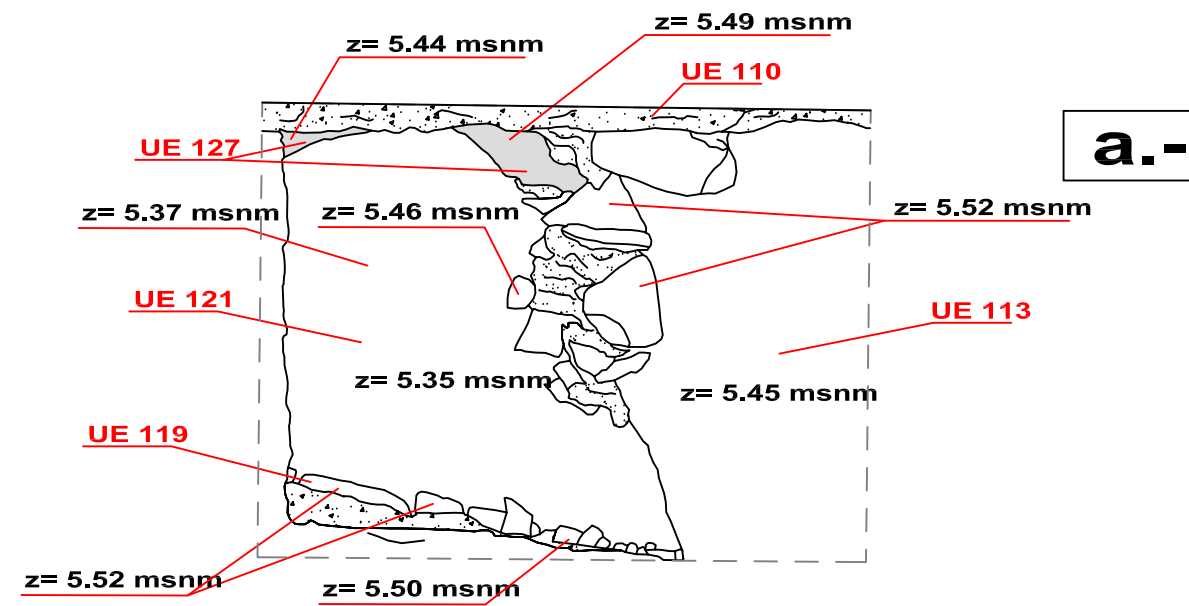 z= 5.49 msnm
z= 5.44 msnm
UE 110
a.-
UE 127
z= 5.37 msnm
z= 5.46 msnm
z= 5.52 msnm
UE 121
UE 113
z= 5.35 msnm
z= 5.45 msnm
UE 119
z= 5.52 msnm
z= 5.50 msnm